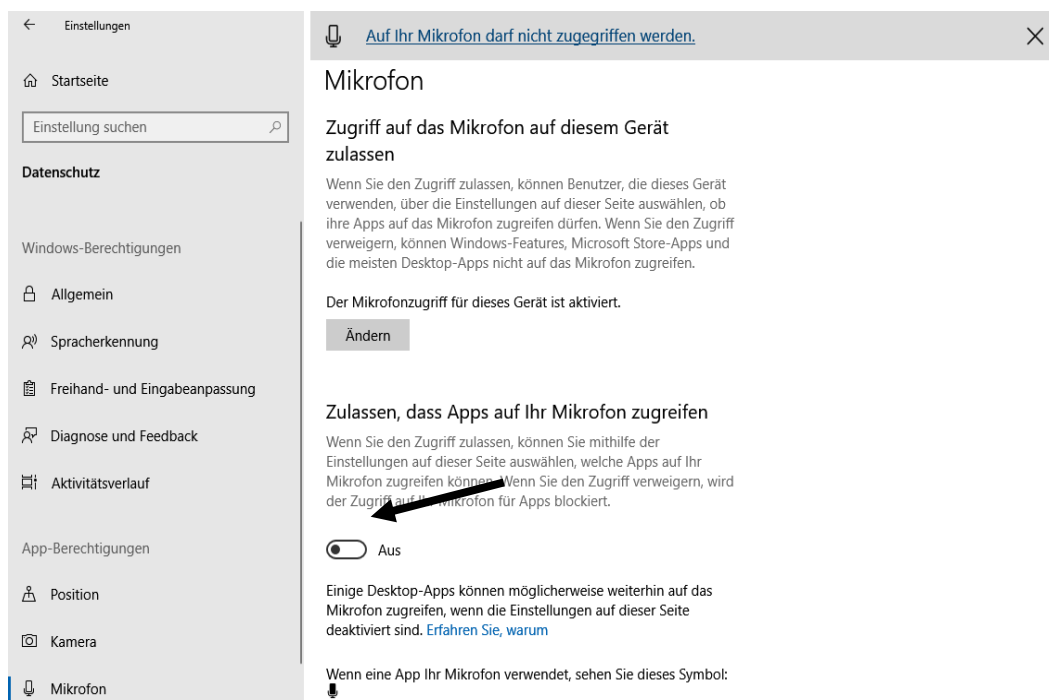 Einstellungen
Startseite
Einstellung suchen
Datenschutz
Windows-Berechtigungen
Allgemein
Spracherkennung
Freihand- und Eingabeanpassung
Diagnose und Feedback
Aktivitätsverlauf
App-Berechtigungen
Position
Kamera
Mikrofon
Auf Ihr Mikrofon darf nicht zugegriffen werden.
Mikrofon
Zugriff auf das Mikrofon auf diesem Gerät
zulassen
Wenn Sie den Zugriff zulassen, können Benutzer, die dieses Gerät
verwenden, über die Einstellungen auf dieser Seite auswählen, ob
ihre Apps auf das Mikrofon zugreifen dürfen. Wenn Sie den Zugriff
verweigern, können Windows-Features, Microsoft Store-Apps und
die meisten Desktop-Apps nicht auf das Mikrofon zugreifen.
Der Mikrofonzugriff für dieses Gerät ist aktiviert.
Ändern
Zulassen, dass Apps auf Ihr Mikrofon zugreifen
Wenn Sie den Zugriff zulassen, können Sie mithilfe der
Einstellungen auf dieser Seite auswählen, welche Apps auf Ihr
Mikrofon zugreifen können. Wenn Sie den Zugriff verweigern, wird
der Zugriff auf Ihr Mikrofon für Apps blockiert.
Aus
Einige Desktop-Apps können möglicherweise weiterhin auf das
Mikrofon zugreifen, wenn die Einstellungen auf dieser Seite
deaktiviert sind. Erfahren Sie, warum
Wenn eine App Ihr Mikrofon verwendet, sehen Sie dieses Symbol: